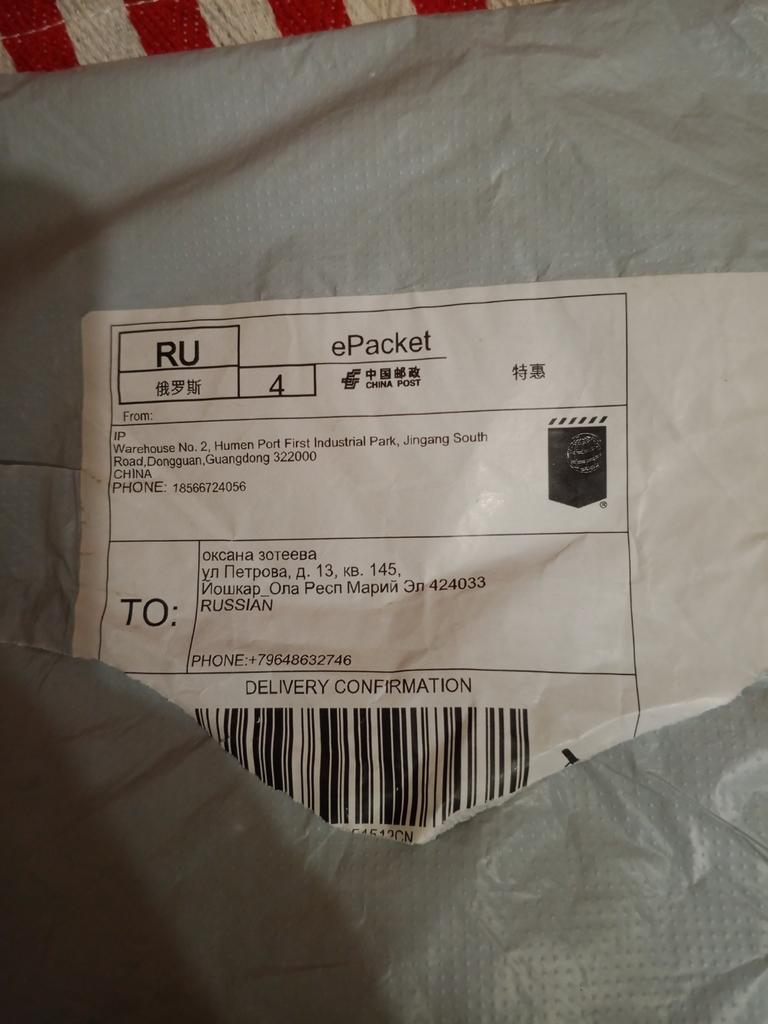 RU
俄罗斯
4
ePacket
中国邮政
CHINA POST
特惠
From:
IP
Warehouse No. 2, Humen Port First Industrial Park, Jingang South
Road,Dongguan,Guangdong 322000
CHINA
PHONE: 18566724056
®
TO:
оксана зотеева
ул Петрова, д. 13, кв. 145,
Йошкар_Ола Респ Марий Эл 424033
RUSSIAN
PHONE:+79648632746
DELIVERY CONFIRMATION